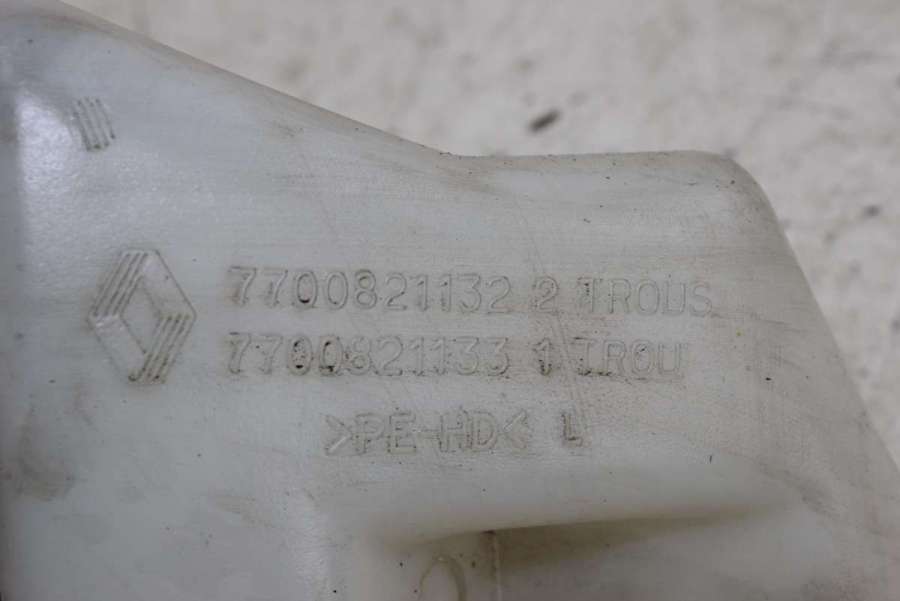 7700821132 2 TROUS
7700821133 1 TROU
>PE-HD< L